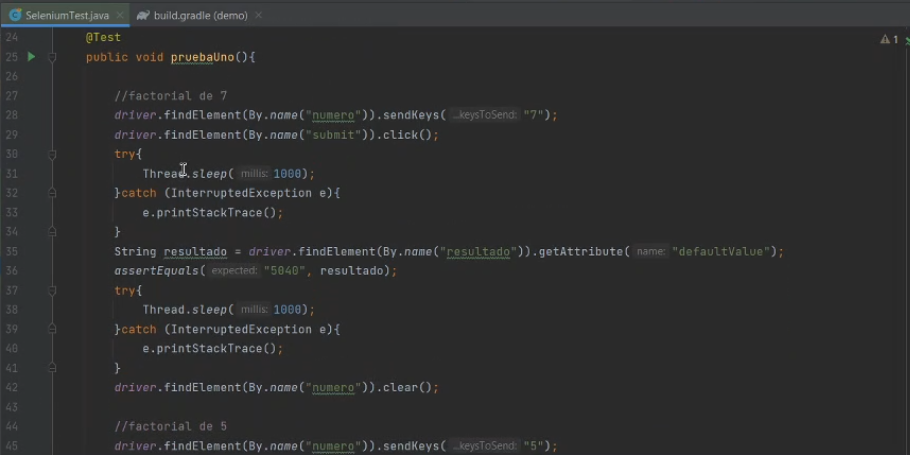 SeleniumTest.java × build.gradle (demo) ×
24 @Test
1
25 public void pruebaUno(){
26
27 //factorial de 7
28 driver.findElement(By.name("numero")).sendKeys( ...keysToSend: "7");
29 driver.findElement(By.name("submit")).click();
30 try{
31 Thread.sleep( millis: 1000);
32 }catch (InterruptedException e){
33 e.printStackTrace();
34 }
35 String resultado = driver.findElement(By.name("resultado")).getAttribute( name: "defaultValue");
36 assertEquals( expected: "5040", resultado);
37 try{
38 Thread.sleep( millis: 1000);
39 }catch (InterruptedException e){
40 e.printStackTrace();
41 }
42 driver.findElement(By.name("numero")).clear();
43
44 //factorial de 5
45 driver.findElement(By.name("numero")).sendKeys( ...keysToSend: "5");